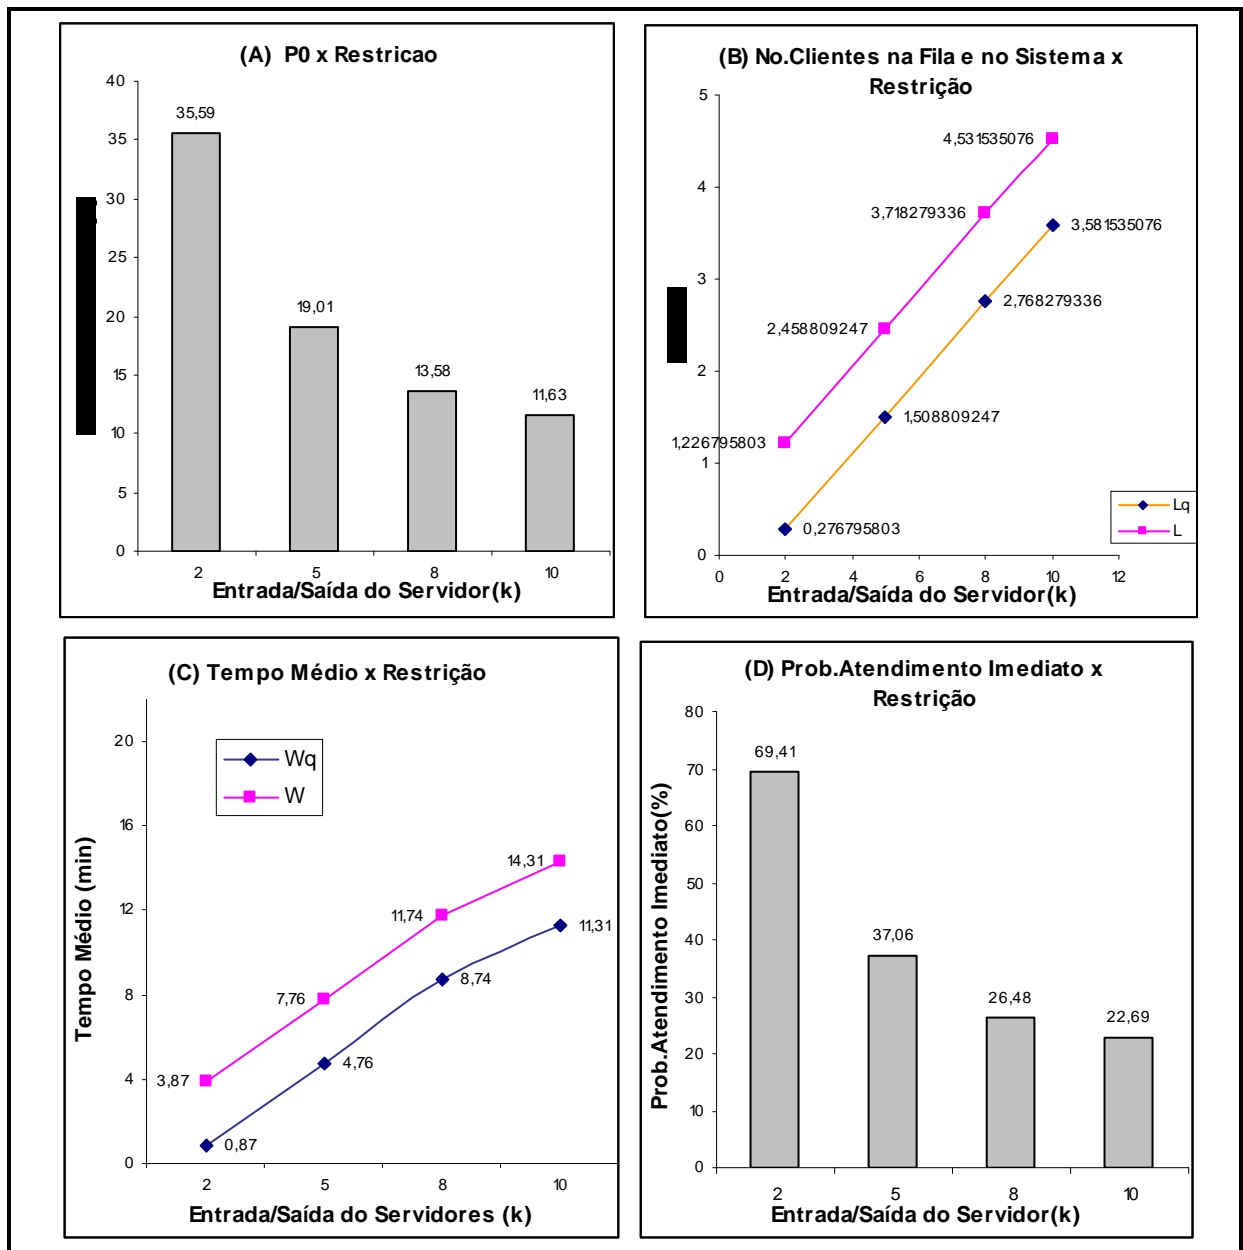 (A) P0 x Restricao
40
35
30
25
20
15
10
5
0
35,59
19,01
13,58
11,63
2 5 8 10
Entrada/Saída do Servidor(k)
(B) No.Clientes na Fila e no Sistema x
Restrição
5
4
3
2
1
0
4,531535076
3,718279336
3,581535076
2,768279336
2,458809247
1,508809247
1,226795803
0,276795803
Lq
L
0 2 4 6 8 10 12
Entrada/Saída do Servidor(k)
(C) Tempo Médio x Restrição
Tempo Médio (min)
20
16
12
8
4
0
Wq
W
14,31
11,74
11,31
8,74
7,76
4,76
3,87
0,87
2 5 8 10
Entrada/Saída do Servidores (k)
(D) Prob.Atendimento Imediato x
Restrição
Prob.Atendimento Imediato(%)
80
70
60
50
40
30
20
10
0
69,41
37,06
26,48
22,69
2 5 8 10
Entrada/Saída do Servidor(k)